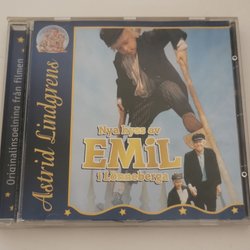 Originalinspelning från filmen
Astrid Lindgrens
Nya hyss av
EMiL
i Lönneberga